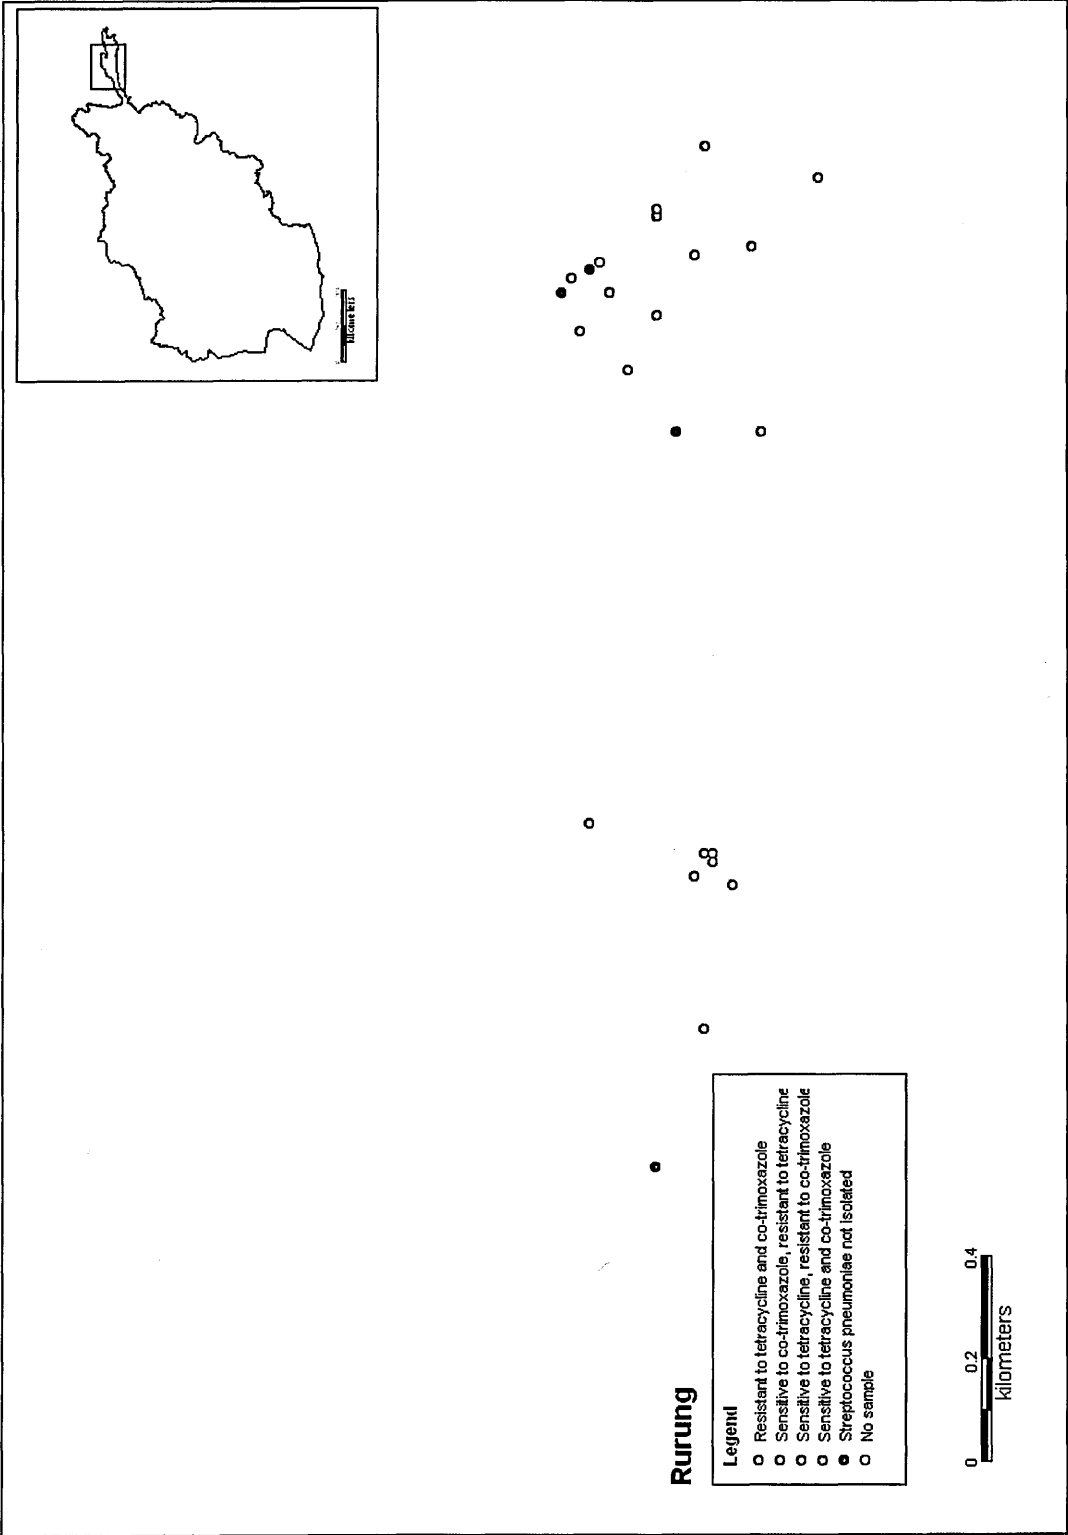 Rurung
Legend
Resistant to tetracycline and co-trimoxazole
Sensitive to co-trimoxazole, resistant to tetracycline
Sensitive to tetracycline, resistant to co-trimoxazole
Sensitive to tetracycline and co-trimoxazole
Streptococcus pneumoniae not isolated
No sample
0 0.2 0.4
kilometers
kilometers